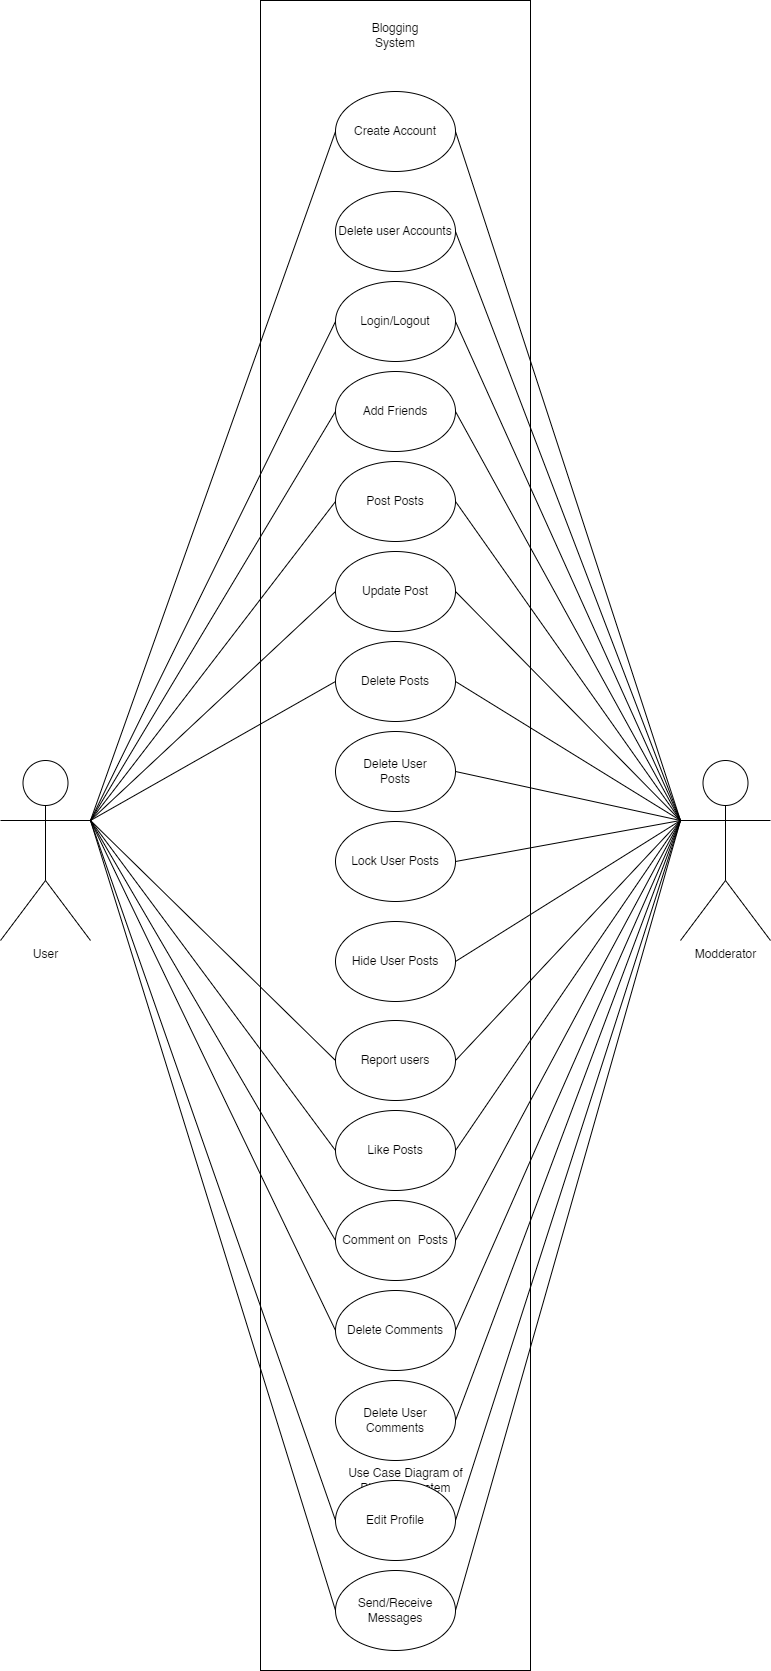 Blogging
System
Create Account
Delete user Accounts
Login/Logout
Add Friends
Post Posts
Update Post
Delete Posts
Delete User
Posts
Lock User Posts
Hide User Posts
User
Modderator
Report users
Like Posts
Comment on  Posts
Delete Comments
Delete User
Comments
Use Case Diagram of
Edit Profile
Send/Receive
Messages